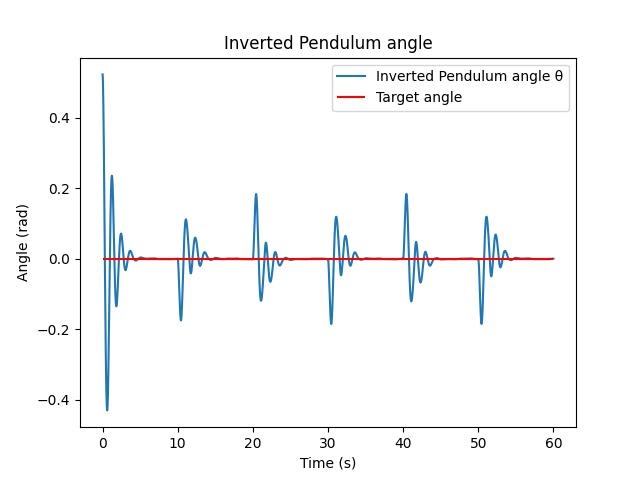 Inverted Pendulum angle
Inverted Pendulum angle θ
Target angle
Angle (rad)
0.4
0.2
0.0
−0.2
−0.4
0 10 20 30 40 50 60
Time (s)